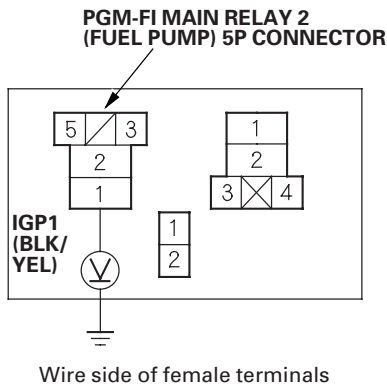 PGM-FI MAIN RELAY 2
(FUEL PUMP) 5P CONNECTOR
5 3
2
1
1
2
3 4
IGP1
(BLK/
YEL)
V
1
2
Wire side of female terminals